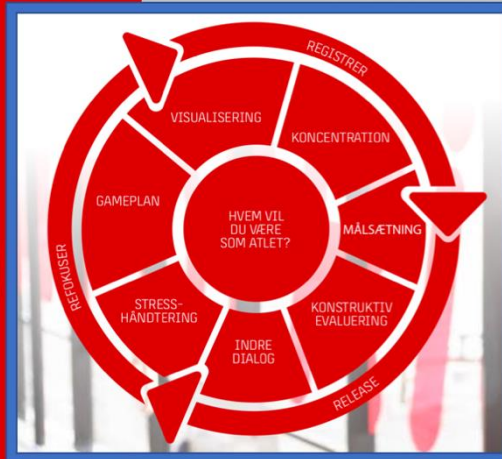 REGISTRER
VISUALISERING
KONCENTRATION
GAMEPLAN
HVEM VIL
DU VÆRE
SOM ATLET?
MÅLSÆTNING
REFOKUSER
STRESS-
HÅNDTERING
KONSTRUKTIV
EVALUERING
INDRE
DIALOG
RELEASE